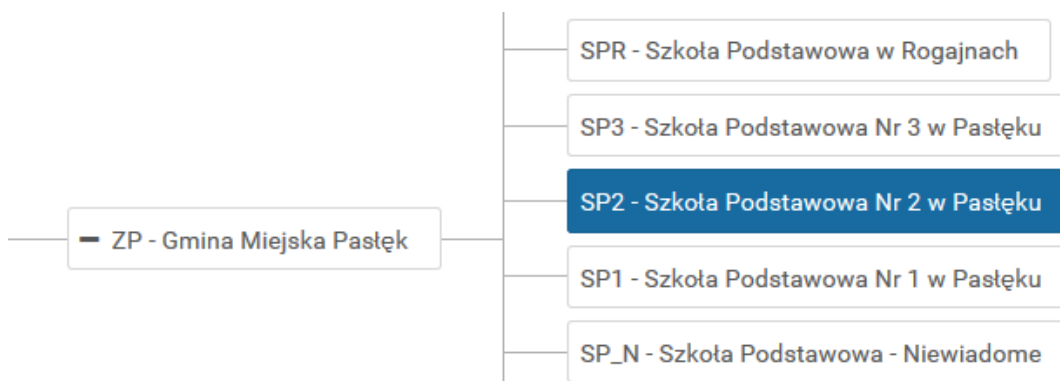 SPR - Szkoła Podstawowa w Rogajnach
SP3 - Szkoła Podstawowa Nr 3 w Pasłęku
SP2 - Szkoła Podstawowa Nr 2 w Pasłęku
ZP - Gmina Miejska Pasłęk
SP1 - Szkoła Podstawowa Nr 1 w Pasłęku
SP_N - Szkoła Podstawowa - Niewiadome